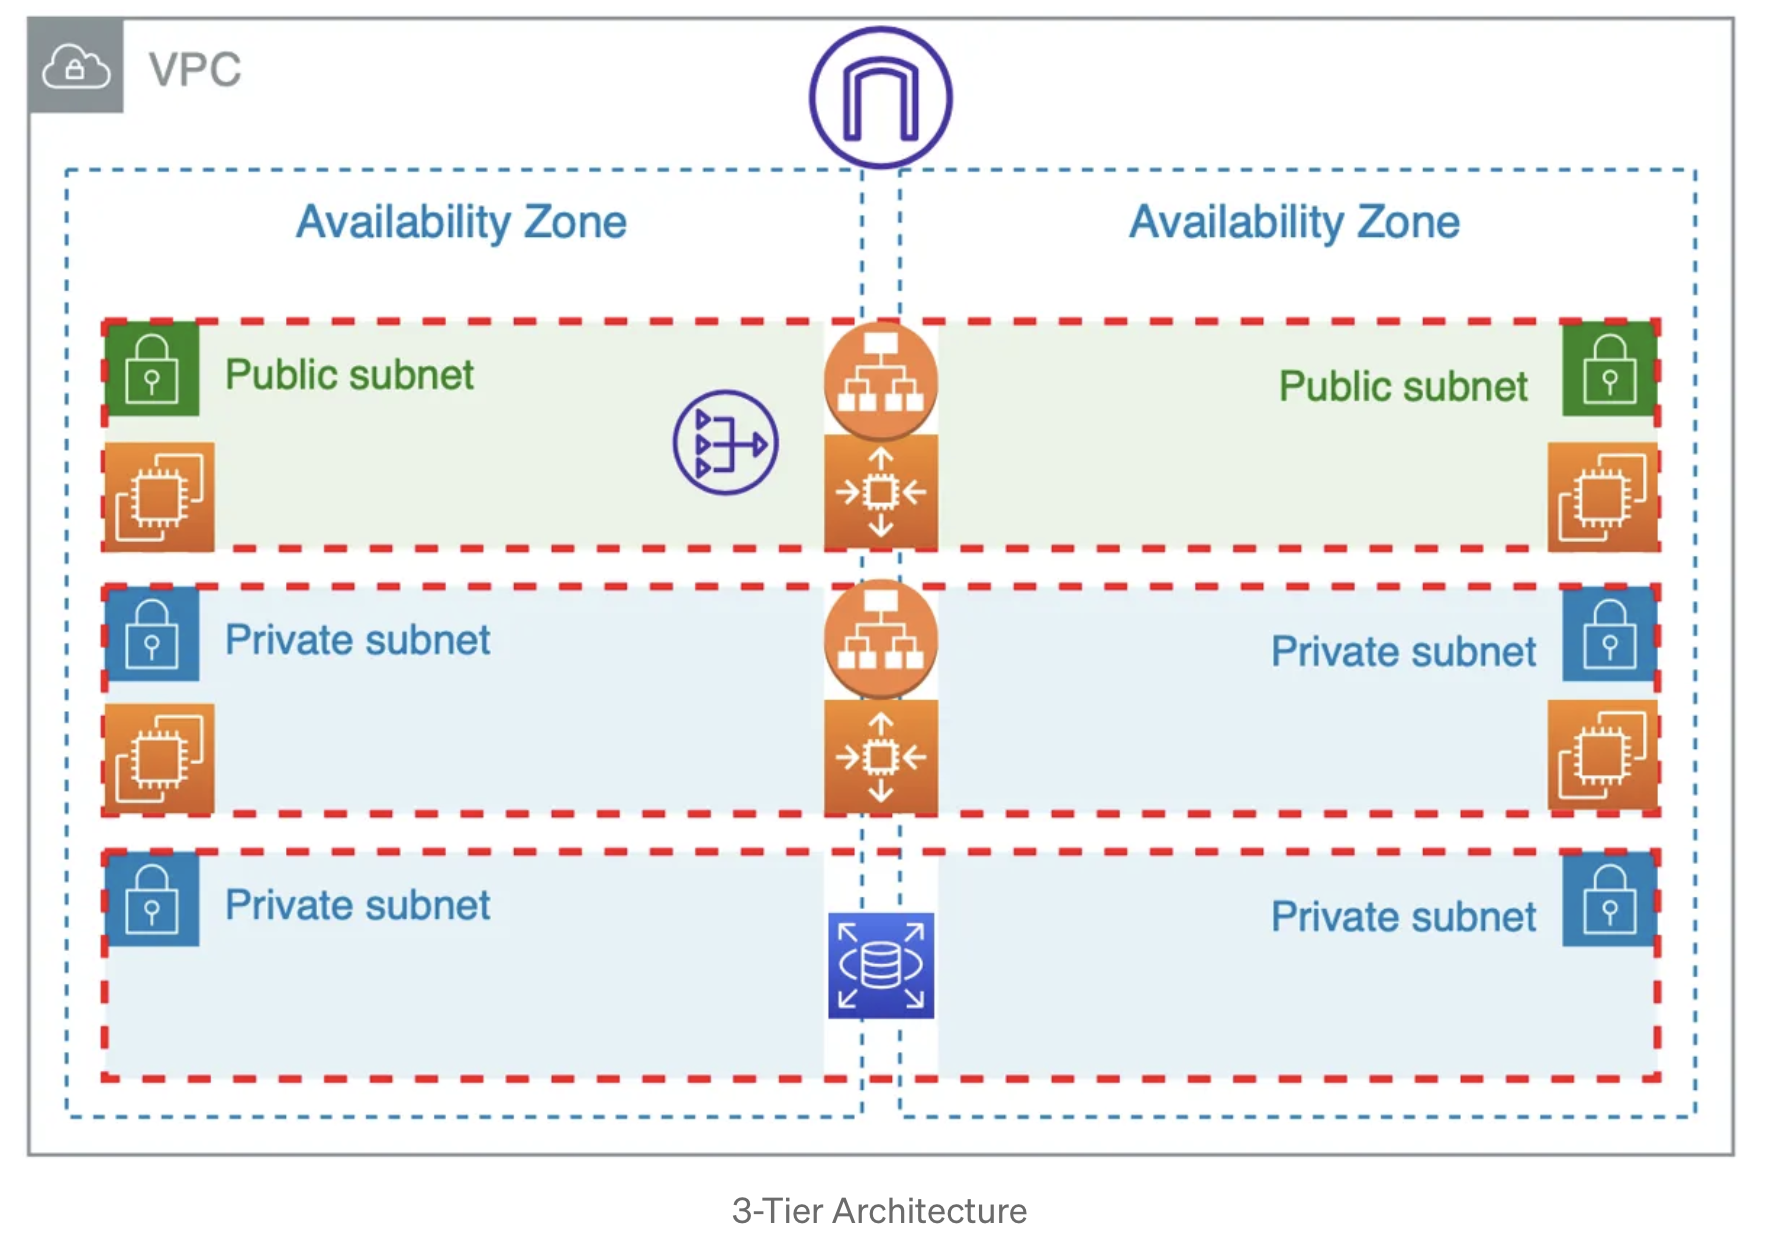 VPC
Availability Zone
Availability Zone
Public subnet
Public subnet
Private subnet
Private subnet
Private subnet
Private subnet
3-Tier Architecture